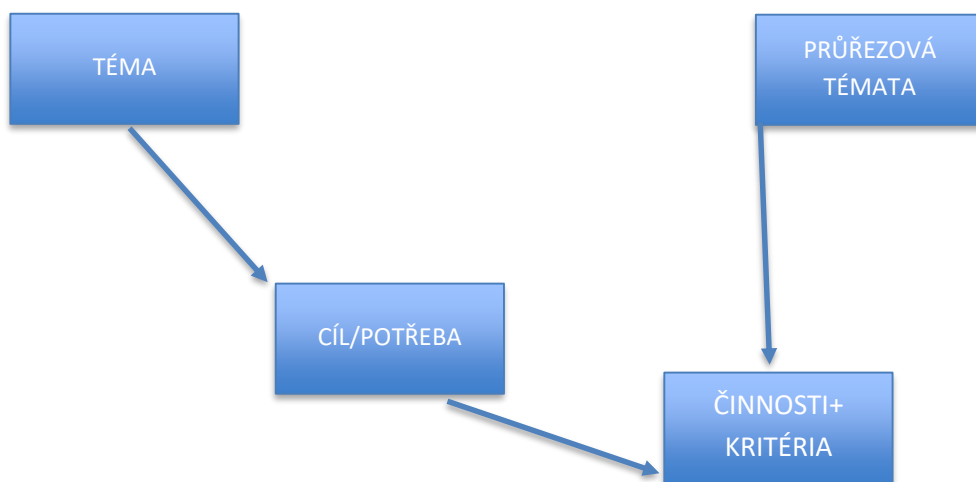 TÉMA
PRŮŘEZOVÁ
TÉMATA
CÍL/POTŘEBA
ČINNOSTI+
KRITÉRIA